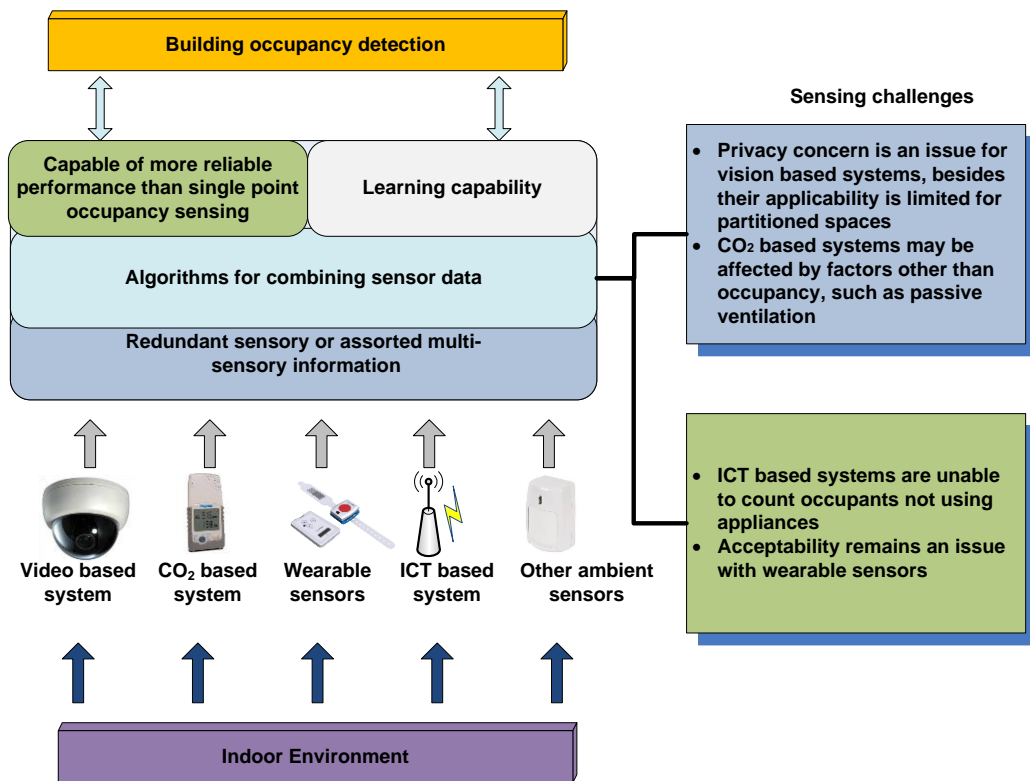 Building occupancy detection
Sensing challenges
Capable of more reliable
performance than single point
occupancy sensing
Learning capability
Algorithms for combining sensor data
Redundant sensory or assorted multi-
sensory information
• Privacy concern is an issue for
vision based systems, besides
their applicability is limited for
partitioned spaces
• CO₂ based systems may be
affected by factors other than
occupancy, such as passive
ventilation
• ICT based systems are unable
to count occupants not using
appliances
• Acceptability remains an issue
with wearable sensors
Video based
system
CO₂ based
system
Wearable
sensors
ICT based
system
Other ambient
sensors
Indoor Environment